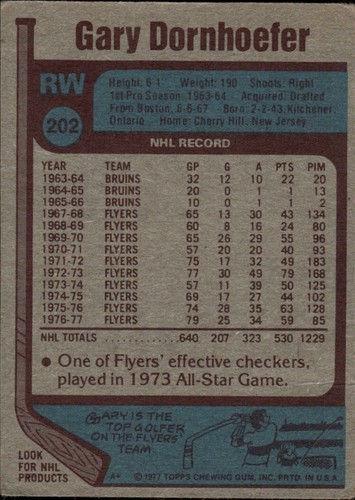 Gary Dornhoefer
RW
202
Height: 6-1 Weight: 190 Shoots: Right
1st Pro Season: 1963-64 Acquired: Drafted
From Boston, 6-6-67 Born: 2-2-43, Kitchener,
Ontario Home: Cherry Hill, New Jersey
NHL RECORD
YEAR TEAM GP G A PTS PIM
1963-64 BRUINS 32 12 10 22 20
1964-65 BRUINS 20 0 1 1 13
1965-66 BRUINS 10 0 1 1 2
1967-68 FLYERS 65 13 30 43 134
1968-69 FLYERS 60 8 16 24 80
1969-70 FLYERS 65 26 29 55 96
1970-71 FLYERS 57 20 20 40 93
1971-72 FLYERS 75 17 32 49 183
1972-73 FLYERS 77 30 49 79 168
1973-74 FLYERS 57 11 39 50 125
1974-75 FLYERS 69 17 27 44 102
1975-76 FLYERS 74 28 35 63 128
1976-77 FLYERS 79 25 34 59 85
NHL TOTALS 640 207 323 530 1229
• One of Flyers' effective checkers,
played in 1973 All-Star Game.
GARY IS THE
TOP GOLFER
ON THE FLYERS'
TEAM
LOOK
FOR NHL
PRODUCTS
A* © 1977 TOPPS CHEWING GUM, INC. PRTD. IN U.S.A.